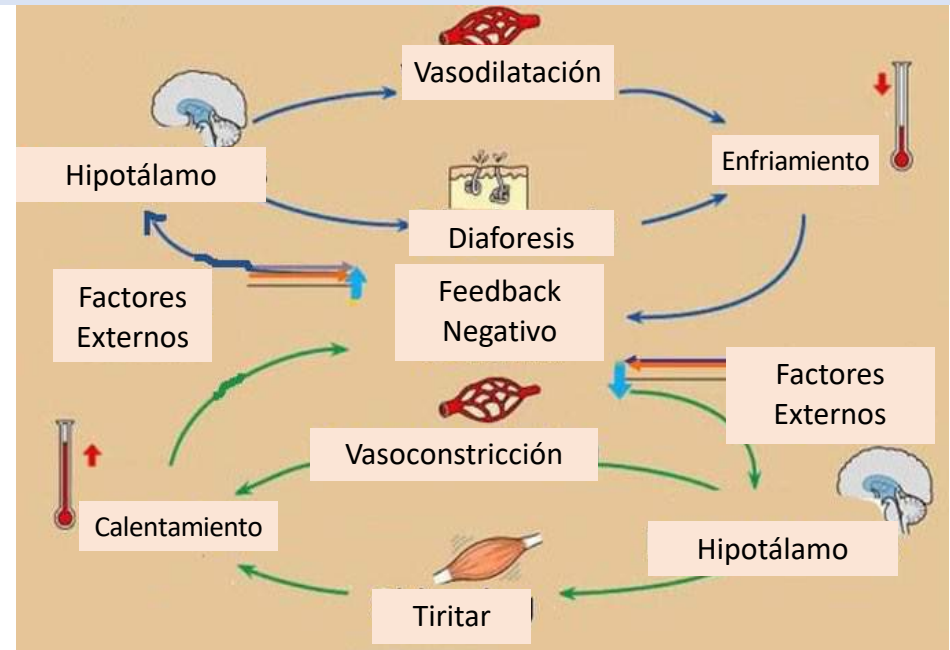 Vasodilatación
Enfriamiento
Hipotálamo
Diaforesis
Feedback
Negativo
Factores
Externos
Factores
Externos
Vasoconstricción
Calentamiento
Hipotálamo
Tiritar